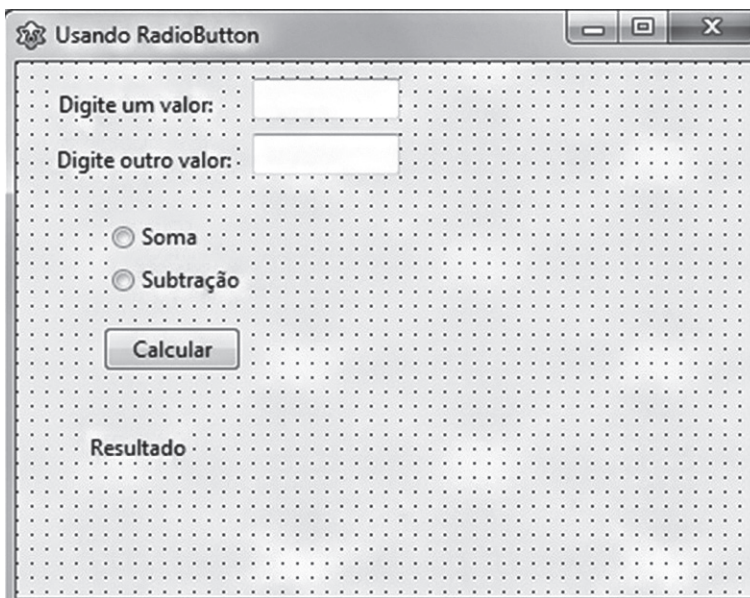 Usando RadioButton
Digite um valor:
Digite outro valor:
Soma
Subtração
Calcular
Resultado